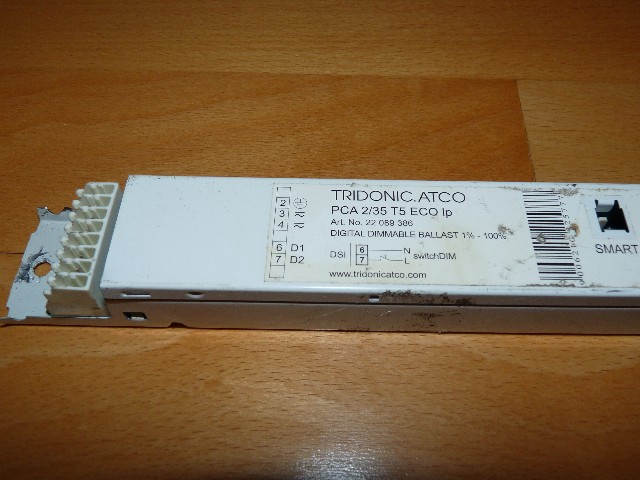 TRIDONIC.ATCO
PCA 2/35 T5 ECO lp
Art. No. 22 089 386
DIGITAL DIMMABLE BALLAST 1% - 100%
2
3
4
6 D1
7 D2
DSI 6 N switchDIM
7 L
www.tridonicatco.com
SMART